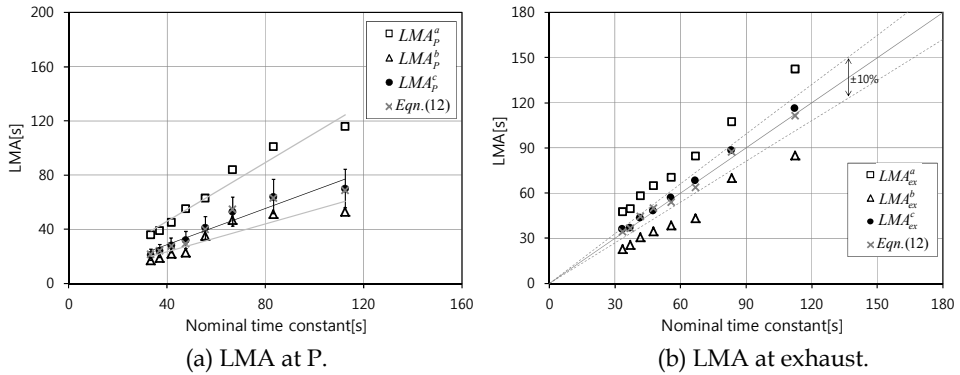 200
160
120
80
40
0
LMA[s]
0 40 80 120 160
Nominal time constant[s]
LMA_P^a
LMA_P^b
LMA_P^c
Eqn.(12)
(a) LMA at P.
180
150
120
90
60
30
0
LMA[s]
0 30 60 90 120 150 180
Nominal time constant[s]
±10%
LMA_ex^a
LMA_ex^b
LMA_ex^c
Eqn.(12)
(b) LMA at exhaust.